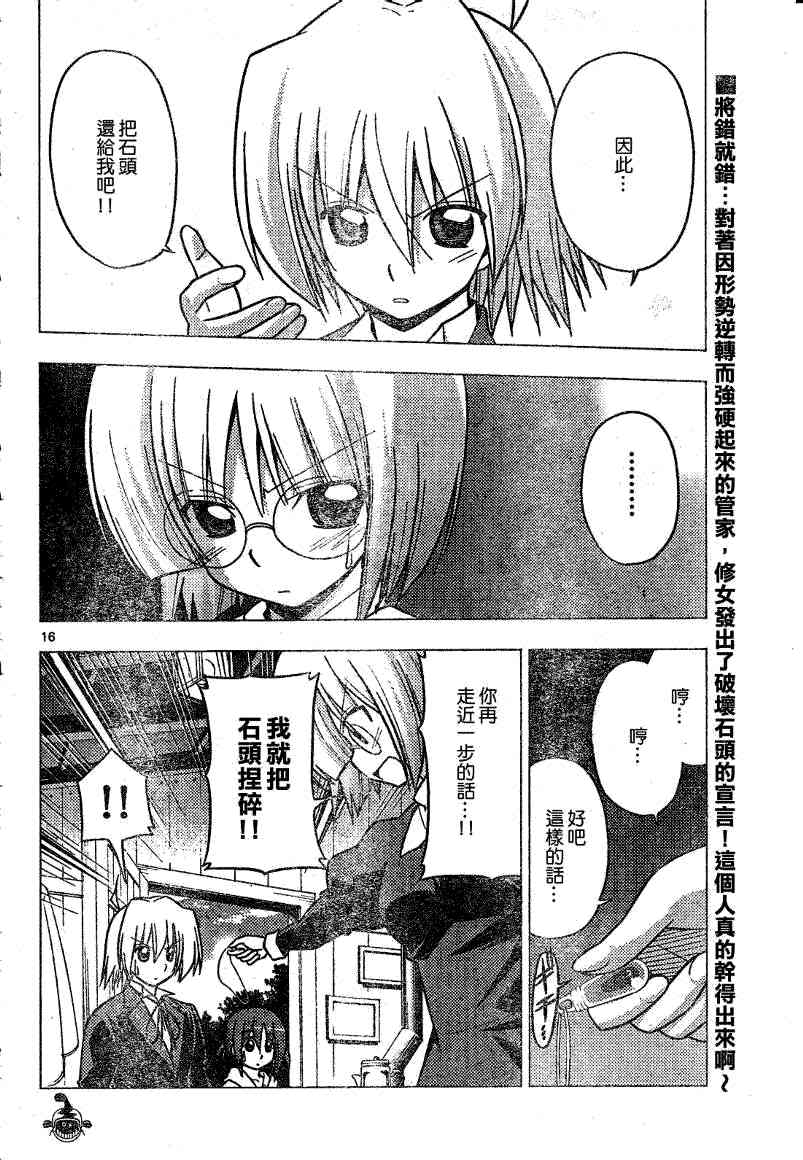 將錯就錯…對著因形勢逆轉而強硬起來的管家，修女發出了破壞石頭的宣言！這個人真的幹得出來啊~
因此…
把石頭
還給我吧!!
………
16
哼…
哼…
好吧
這樣的話…
ギギギ…
你再
走近一步的話…!!
我就把
石頭捏碎!!
!!